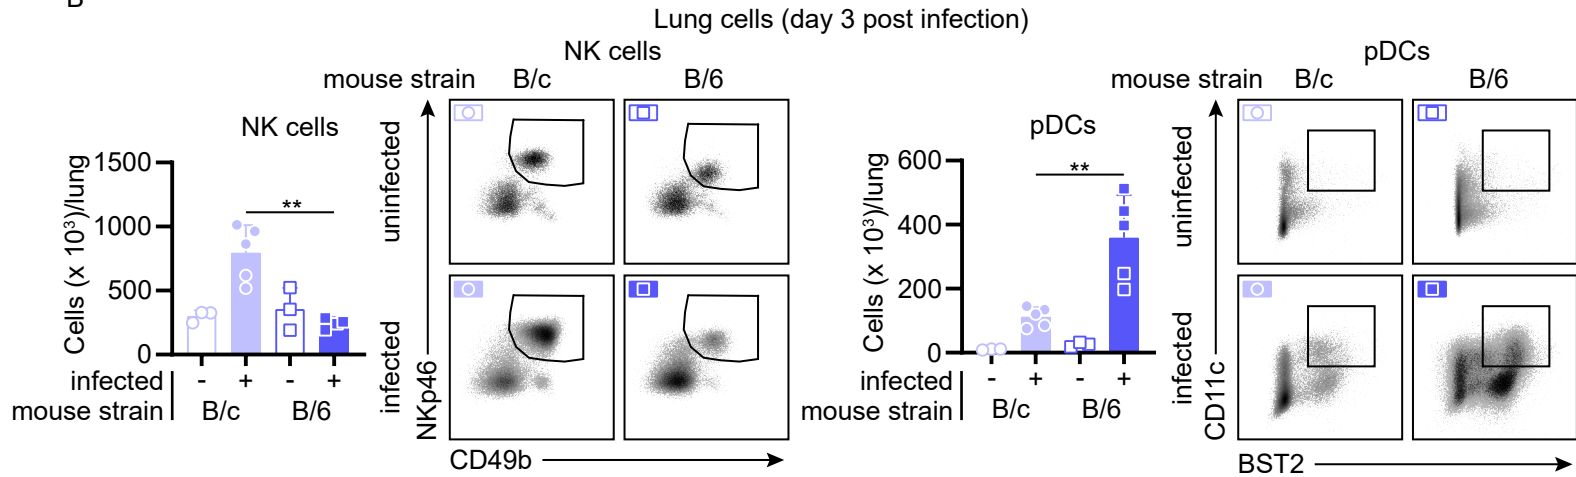 B
Lung cells (day 3 post infection)
NK cells
mouse strain B/c B/6
NK cells
Cells (x 10³)/lung
1500
1000
500
0
**
infected - + - +
mouse strain B/c B/6
uninfected
infected
NKp46
CD49b
pDCs
mouse strain B/c B/6
pDCs
Cells (x 10³)/lung
600
400
200
0
**
infected - + - +
mouse strain B/c B/6
uninfected
infected
CD11c
BST2